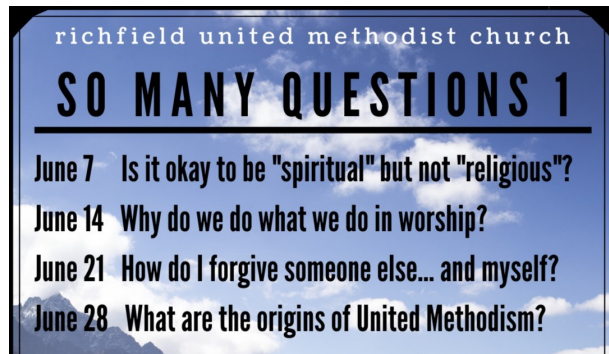 richfield united methodist church
SO MANY QUESTIONS 1
June 7 Is it okay to be "spiritual" but not "religious"?
June 14 Why do we do what we do in worship?
June 21 How do I forgive someone else... and myself?
June 28 What are the origins of United Methodism?